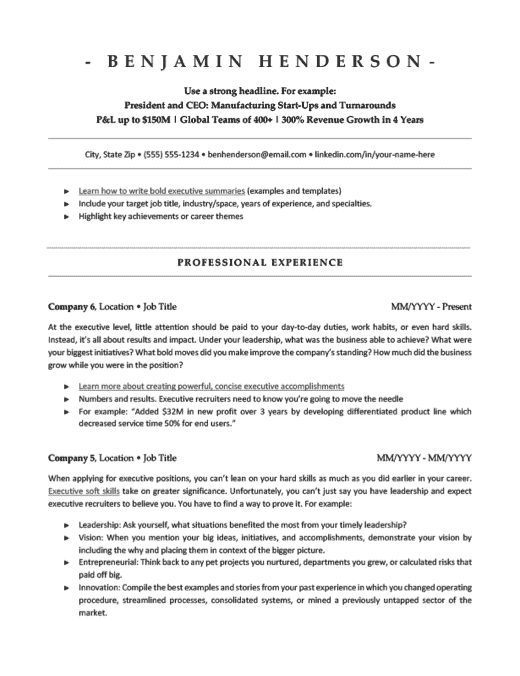 - BENJAMIN HENDERSON -
Use a strong headline. For example:
President and CEO: Manufacturing Start-Ups and Turnarounds
P&L up to $150M | Global Teams of 400+ | 300% Revenue Growth in 4 Years
City, State Zip • (555) 555-1234 • benhenderson@email.com • linkedin.com/in/your-name-here
► Learn how to write bold executive summaries (examples and templates)
► Include your target job title, industry/space, years of experience, and specialties.
► Highlight key achievements or career themes
PROFESSIONAL EXPERIENCE
Company 6, Location • Job Title MM/YYYY - Present
At the executive level, little attention should be paid to your day-to-day duties, work habits, or even hard skills.
Instead, it's all about results and impact. Under your leadership, what was the business able to achieve? What were
your biggest initiatives? What bold moves did you make improve the company's standing? How much did the business
grow while you were in the position?
► Learn more about creating powerful, concise executive accomplishments
► Numbers and results. Executive recruiters need to know you're going to move the needle
► For example: "Added $32M in new profit over 3 years by developing differentiated product line which
decreased service time 50% for end users."
Company 5, Location • Job Title MM/YYYY - MM/YYYY
When applying for executive positions, you can't lean on your hard skills as much as you did earlier in your career.
Executive soft skills take on greater significance. Unfortunately, you can't just say you have leadership and expect
executive recruiters to believe you. You have to find a way to prove it. For example:
► Leadership: Ask yourself, what situations benefited the most from your timely leadership?
► Vision: When you mention your big ideas, initiatives, and accomplishments, demonstrate your vision by
including the why and placing them in context of the bigger picture.
► Entrepreneurial: Think back to any pet projects you nurtured, departments you grew, or calculated risks that
paid off big.
► Innovation: Compile the best examples and stories from your past experience in which you changed operating
procedure, streamlined processes, consolidated systems, or mined a previously untapped sector of the
market.